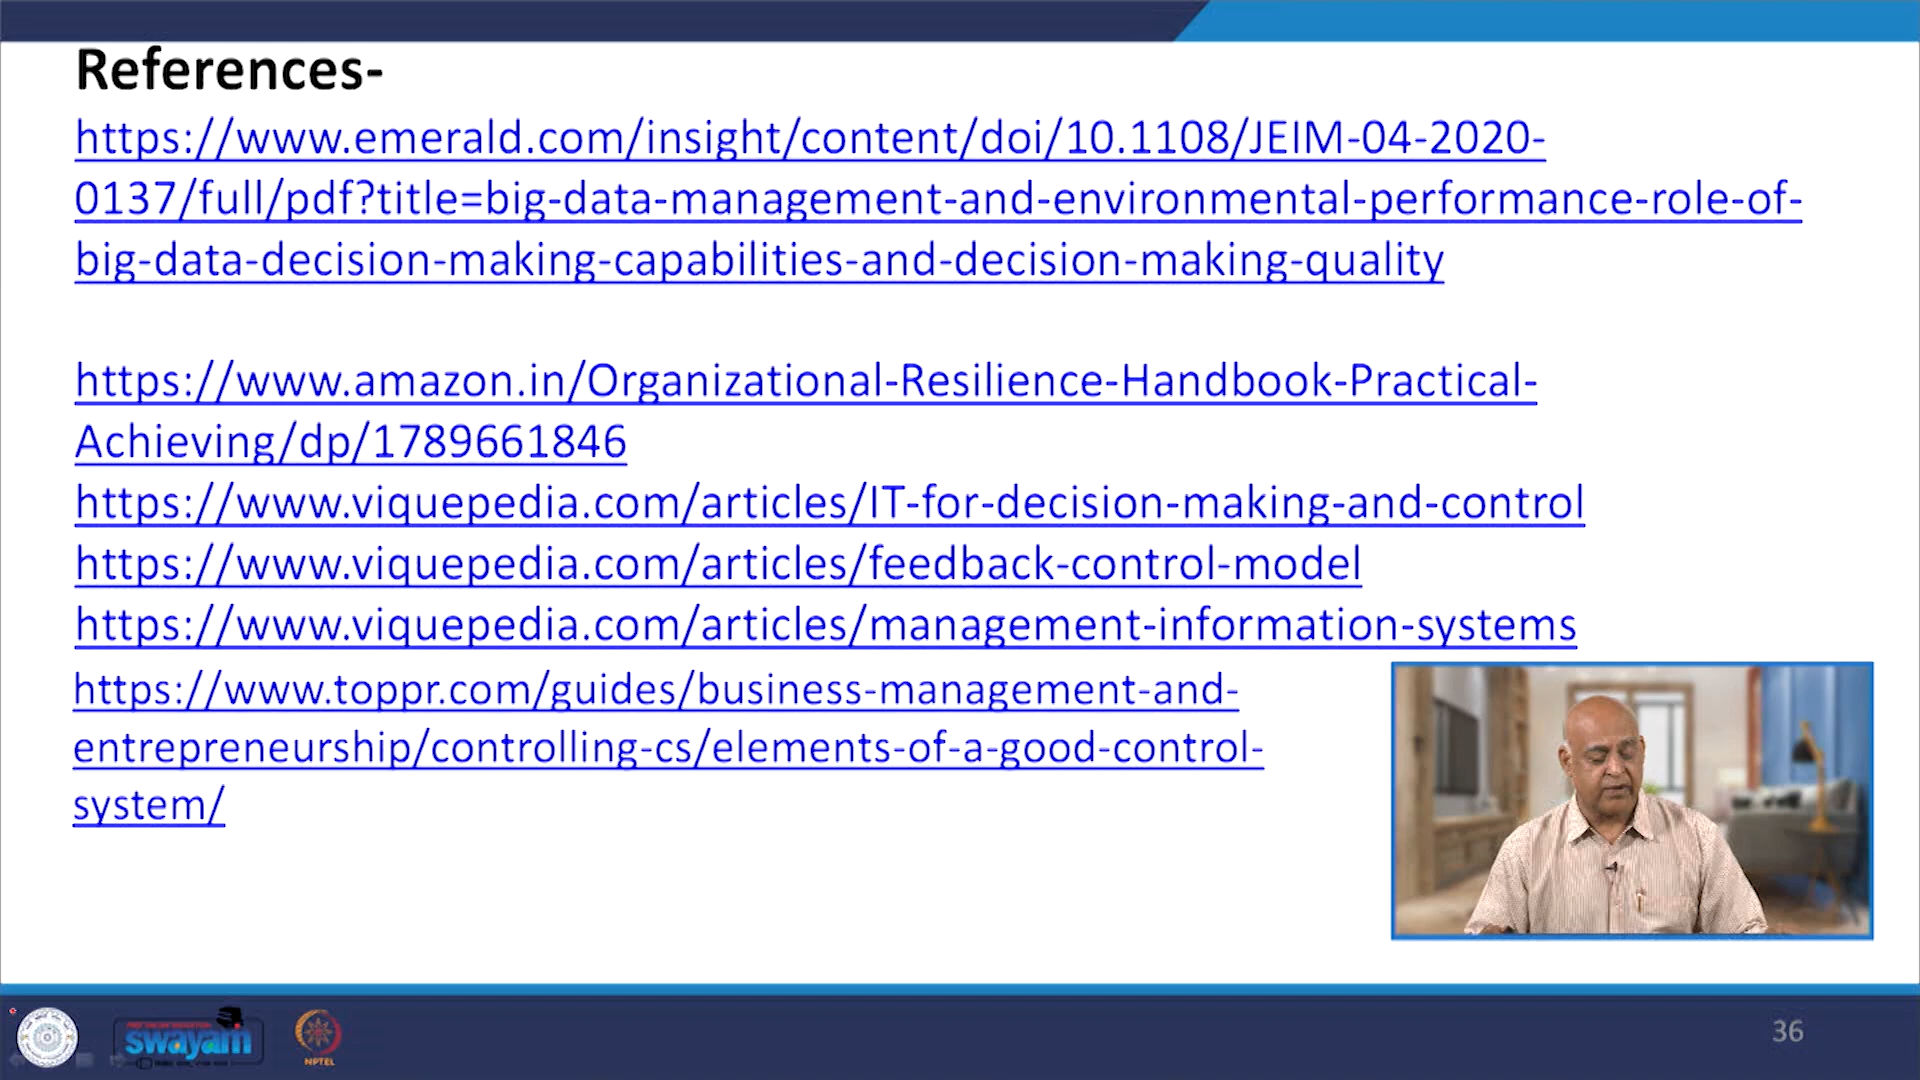 References-
https://www.emerald.com/insight/content/doi/10.1108/JEIM-04-2020-
0137/full/pdf?title=big-data-management-and-environmental-performance-role-of-
big-data-decision-making-capabilities-and-decision-making-quality
https://www.amazon.in/Organizational-Resilience-Handbook-Practical-
Achieving/dp/1789661846
https://www.viquepedia.com/articles/IT-for-decision-making-and-control
https://www.viquepedia.com/articles/feedback-control-model
https://www.viquepedia.com/articles/management-information-systems
https://www.toppr.com/guides/business-management-and-
entrepreneurship/controlling-cs/elements-of-a-good-control-
system/
swayam
NPTEL
36